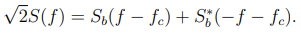 √2S(f) = S_b(f − f_c) + S_b^*(−f − f_c).